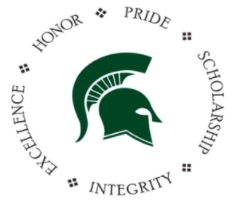 HONOR
PRIDE
SCHOLARSHIP
INTEGRITY
EXCELLENCE